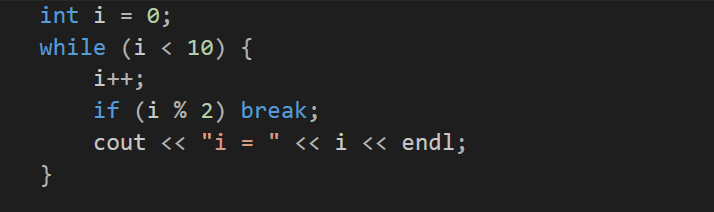 int i = 0;
while (i < 10) {
    i++;
    if (i % 2) break;
    cout << "i = " << i << endl;
}